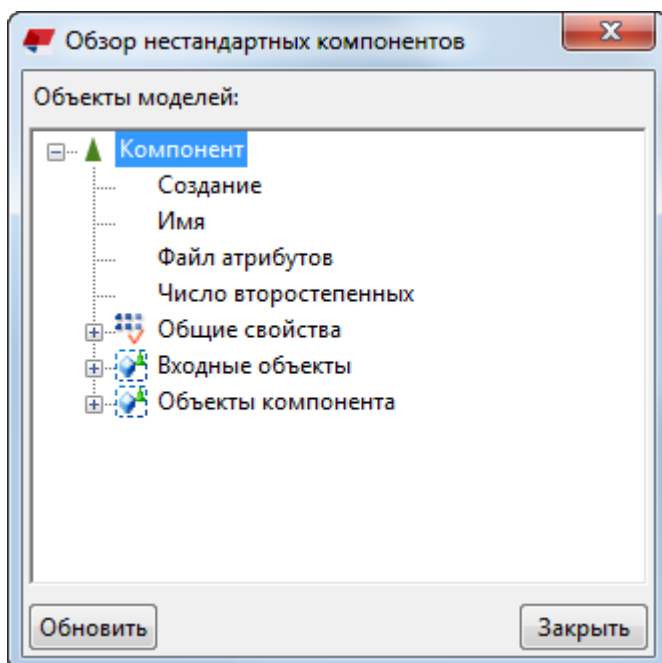 Обзор нестандартных компонентов
Объекты моделей:
Компонент
Создание
Имя
Файл атрибутов
Число второстепенных
Общие свойства
Входные объекты
Объекты компонента
Обновить
Закрыть